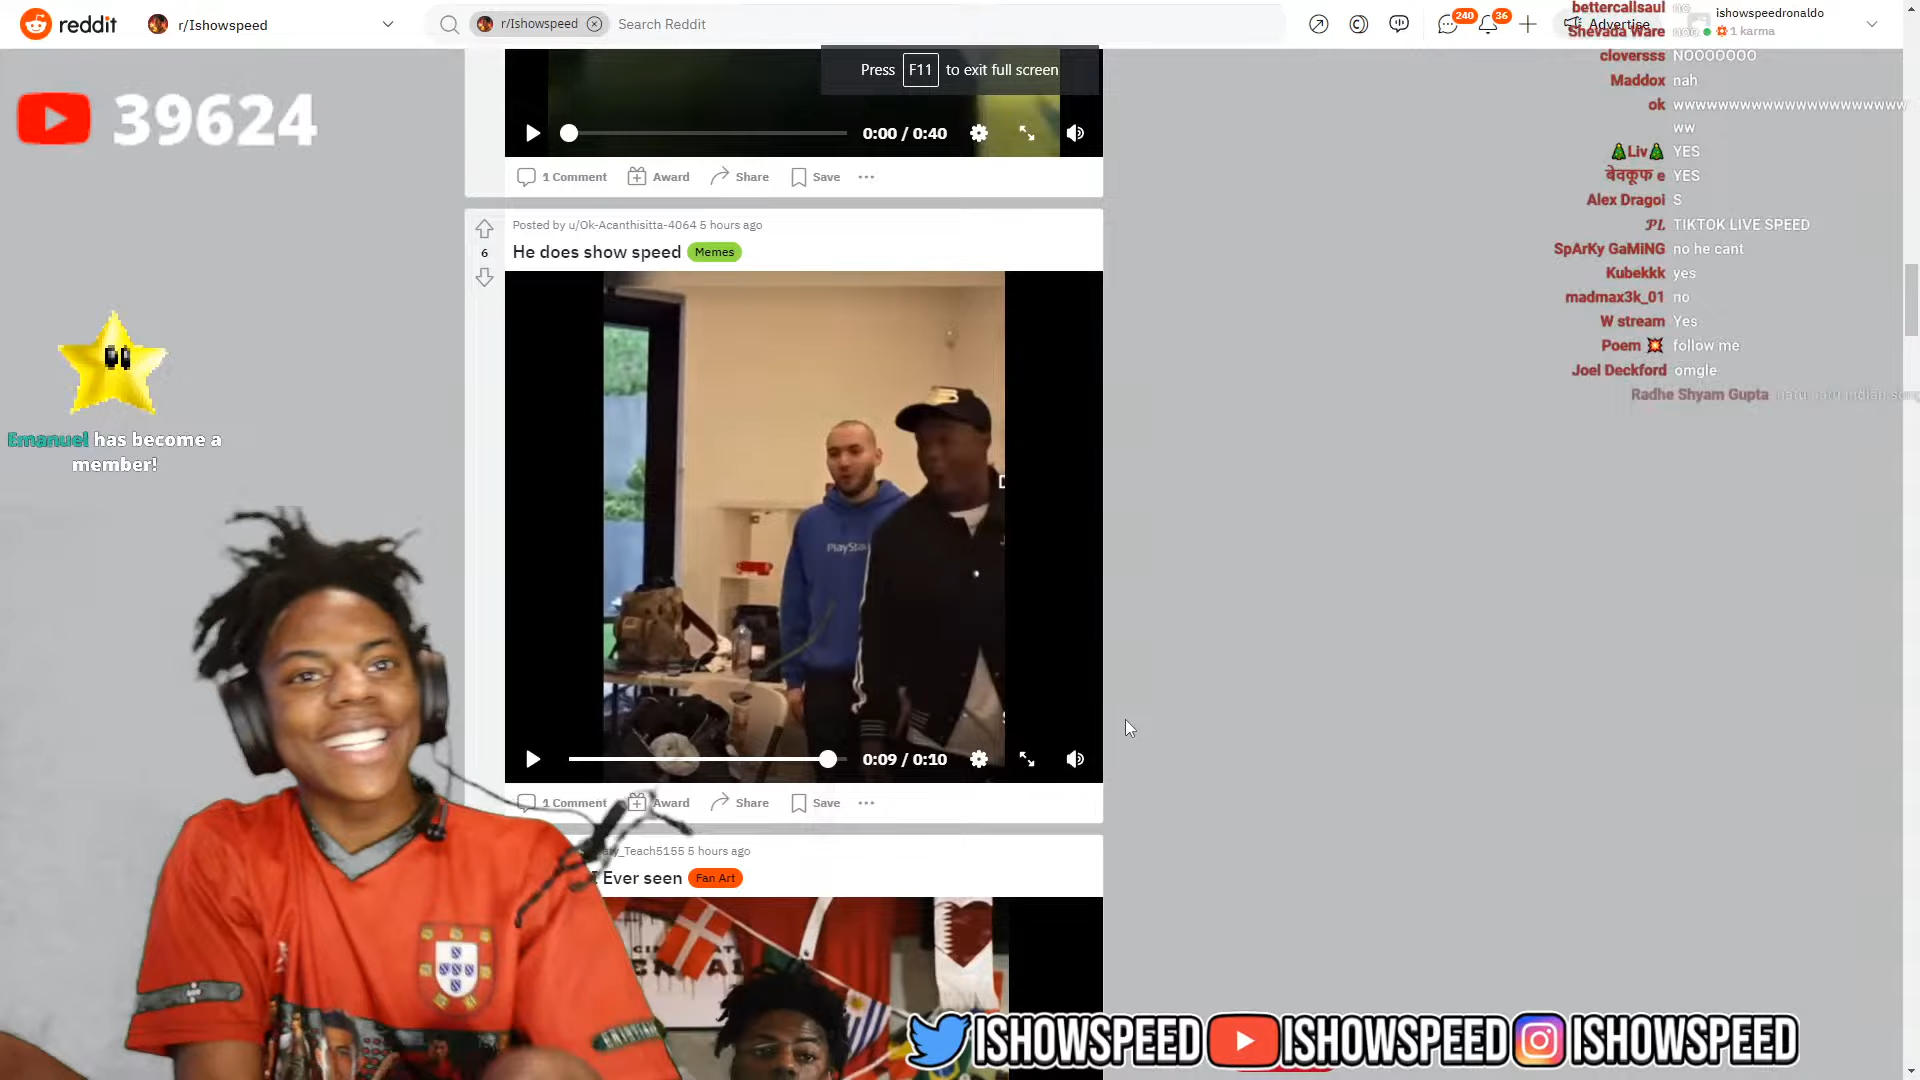 reddit
r/Ishowspeed
r/Ishowspeed
Search Reddit
240
36
Advertise
ishowspeedronaldo
1 karma
Press F11 to exit full screen
39624
0:00 / 0:40
1 Comment
Award
Share
Save
Posted by u/Ok-Acanthisitta-4064 5 hours ago
6
He does show speed
Memes
PlaySta
0:09 / 0:10
1 Comment
Award
Share
Save
Teach5155 5 hours ago
Ever seen
Fan Art
Emanuel has become a
member!
bettercallsaul no
Shevada Ware
cloversss NOOOOOOO
Maddox nah
ok wwwwwwwwwwwwwwwwwwwww
ww
🎄Liv🎄 YES
बेवकूफ e YES
Alex Dragoi S
𝓟𝓛 TIKTOK LIVE SPEED
SpArKy GaMiNG no he cant
Kubekkk yes
madmax3k_01 no
W stream Yes
Poem 💥 follow me
Joel Deckford omgle
Radhe Shyam Gupta
ISHOWSPEED
ISHOWSPEED
ISHOWSPEED